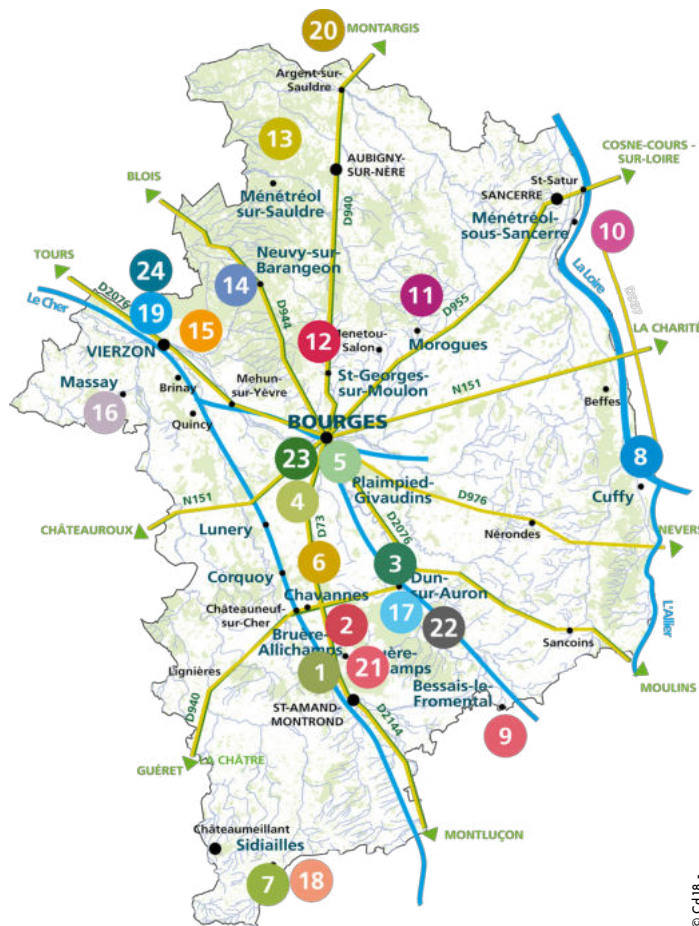 20
MONTARGIS
Argent-sur-
Sauldre
13
AUBIGNY-
SUR-NÈRE
COSNE-COURS -
SUR-LOIRE
St-Satur
SANCERRE
BLOIS
Ménétréol
sur-Sauldre
D940
Ménétréol-
sous-Sancerre
10
TOURS
24
Neuvy-sur-
Barangeon
14
11
La Loire
D2076
Le Cher
19
15
D944
12
D955
Menetou-
Salon
Morogues
LA CHARITÉ
VIERZON
St-Georges-
sur-Moulon
Massay
Brinay
Mehun-
sur-Yèvre
N151
Beffes
16
Quincy
BOURGES
23
5
8
4
Plaimpied-
Givaudins
D976
Cuffy
N151
CHÂTEAUROUX
Lunery
D73
D2076
Nérondes
NEVERS
6
3
Corquoy
Dun-
sur-Auron
Chavannes
Châteauneuf-
sur-Cher
17
L'Allier
2
22
Bruère-
Allichamps
Sancoins
21
1
Lignières
Bessais-le-
Fromental
MOULINS
ST-AMAND-
MONTROND
D940
D2144
9
LA CHÂTRE
GUÉRET
Châteaumeillant
MONTLUÇON
Sidiailles
7
18
© Cd18 -